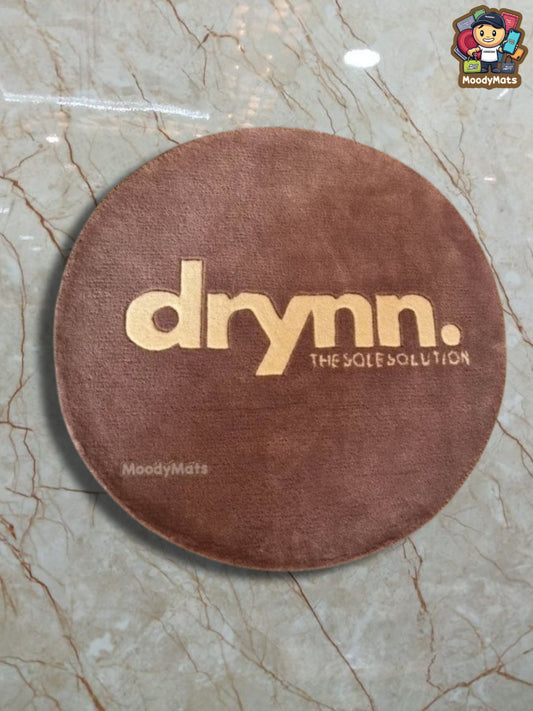 MoodyMats
drynn.
THE SOLE SOLUTION
MoodyMats